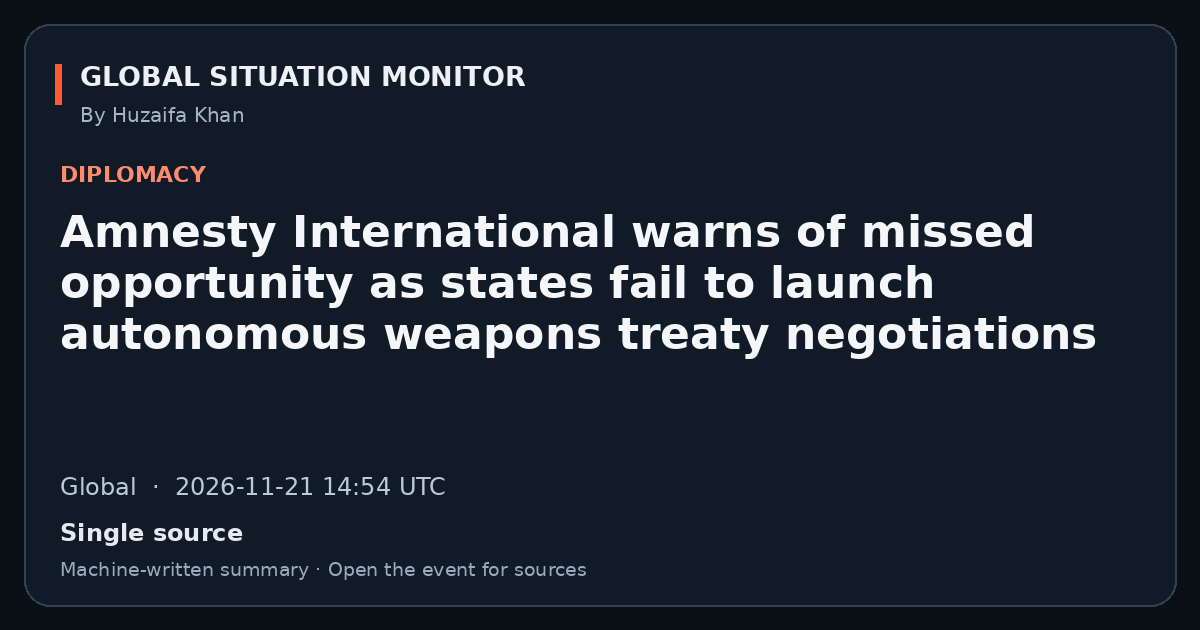 GLOBAL SITUATION MONITOR
By Huzaifa Khan
DIPLOMACY
Amnesty International warns of missed
opportunity as states fail to launch
autonomous weapons treaty negotiations
Global · 2026-11-21 14:54 UTC
Single source
Machine-written summary · Open the event for sources